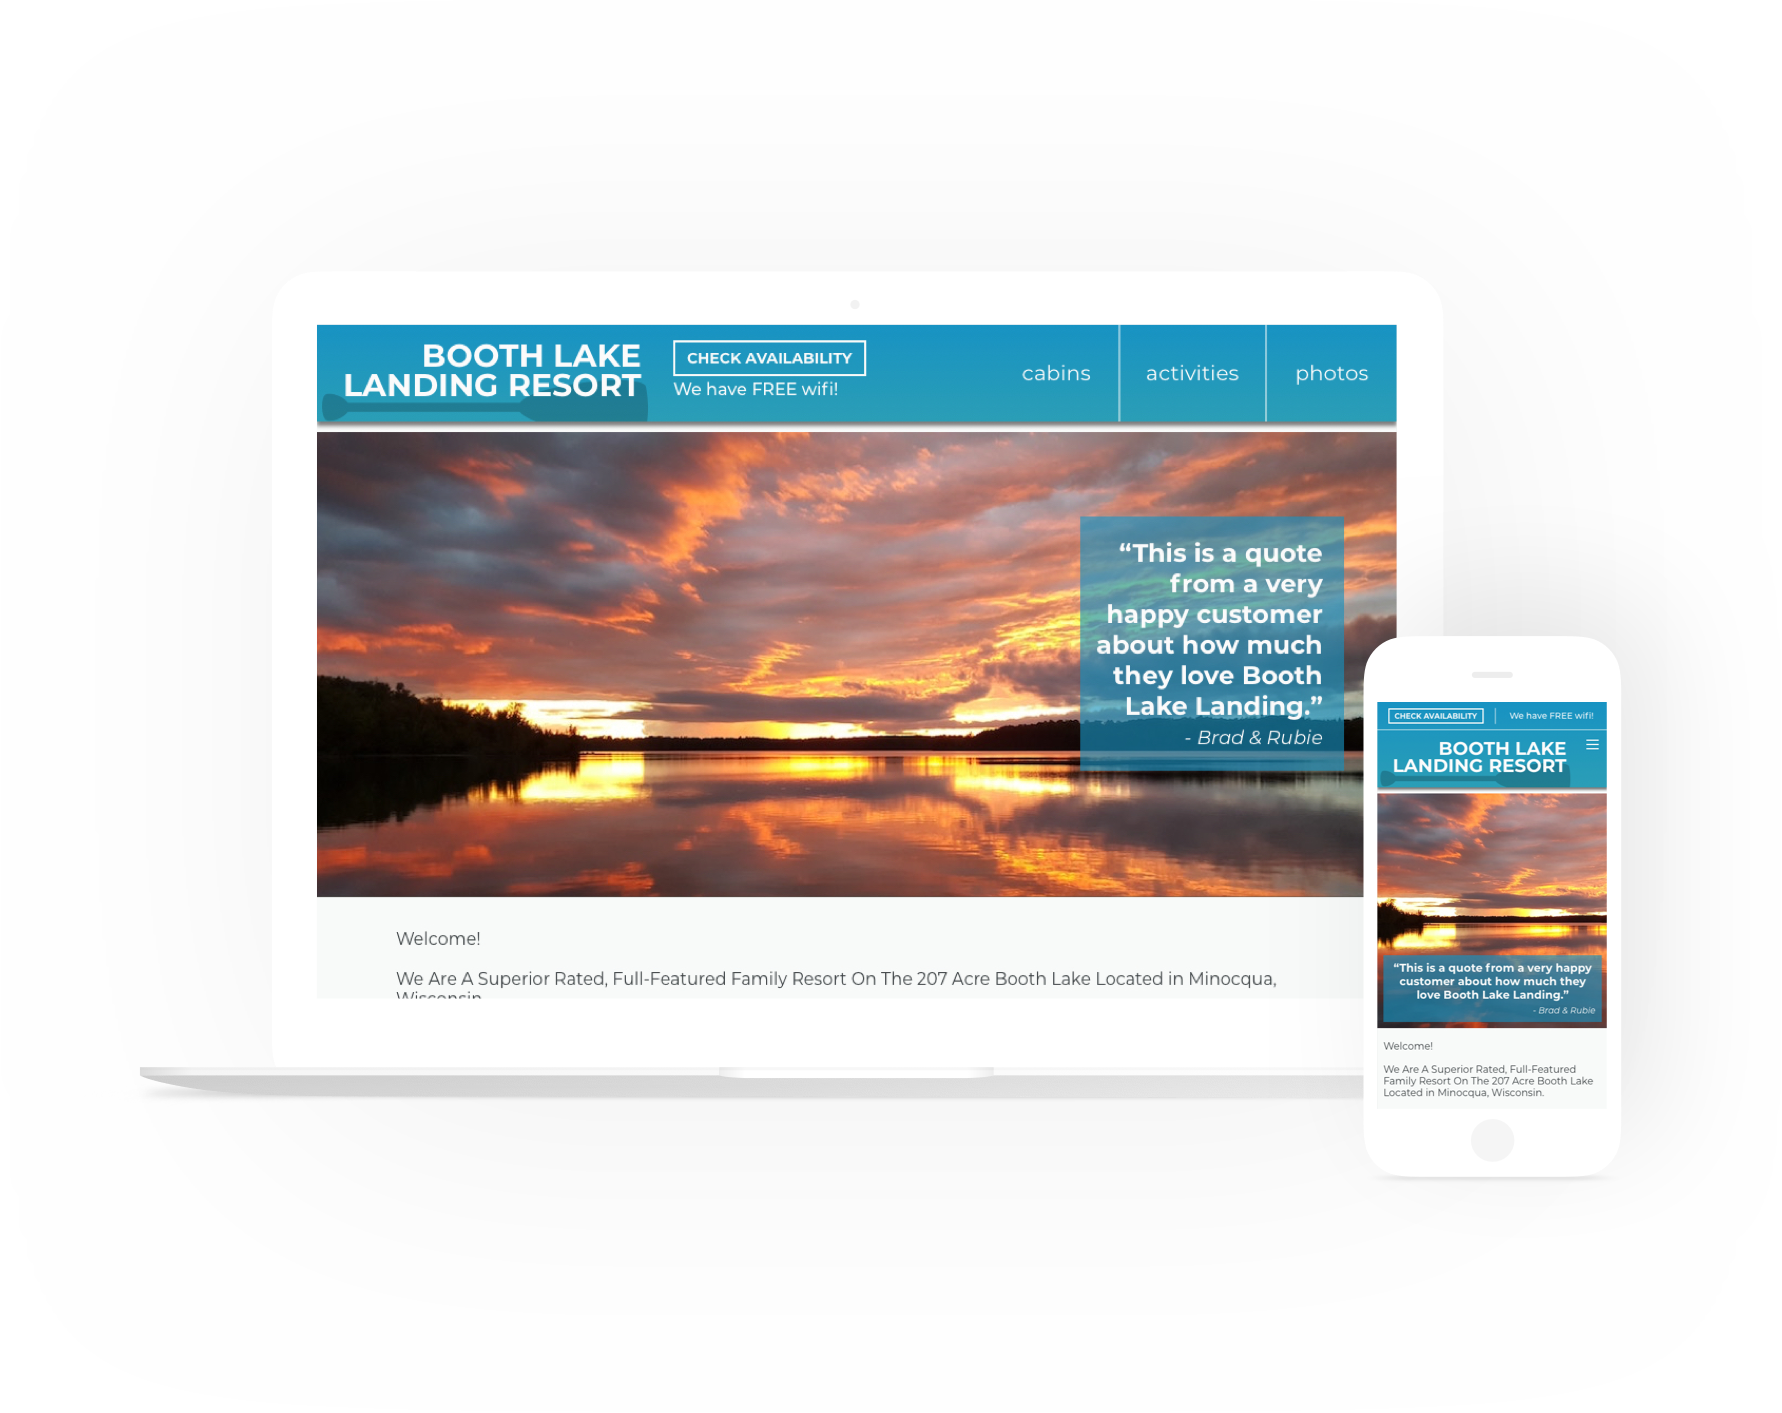 BOOTH LAKE
LANDING RESORT
CHECK AVAILABILITY
We have FREE wifi!
cabins
activities
photos
“This is a quote
from a very
happy customer
about how much
they love Booth
Lake Landing.”
- Brad & Rubie
Welcome!
We Are A Superior Rated, Full-Featured Family Resort On The 207 Acre Booth Lake Located in Minocqua,
Wisconsin
CHECK AVAILABILITY
We have FREE wifi!
BOOTH LAKE
LANDING RESORT
“This is a quote from a very happy
customer about how much they
love Booth Lake Landing.”
- Brad & Rubie
Welcome!
We Are A Superior Rated, Full-Featured
Family Resort On The 207 Acre Booth Lake
Located in Minocqua, Wisconsin.